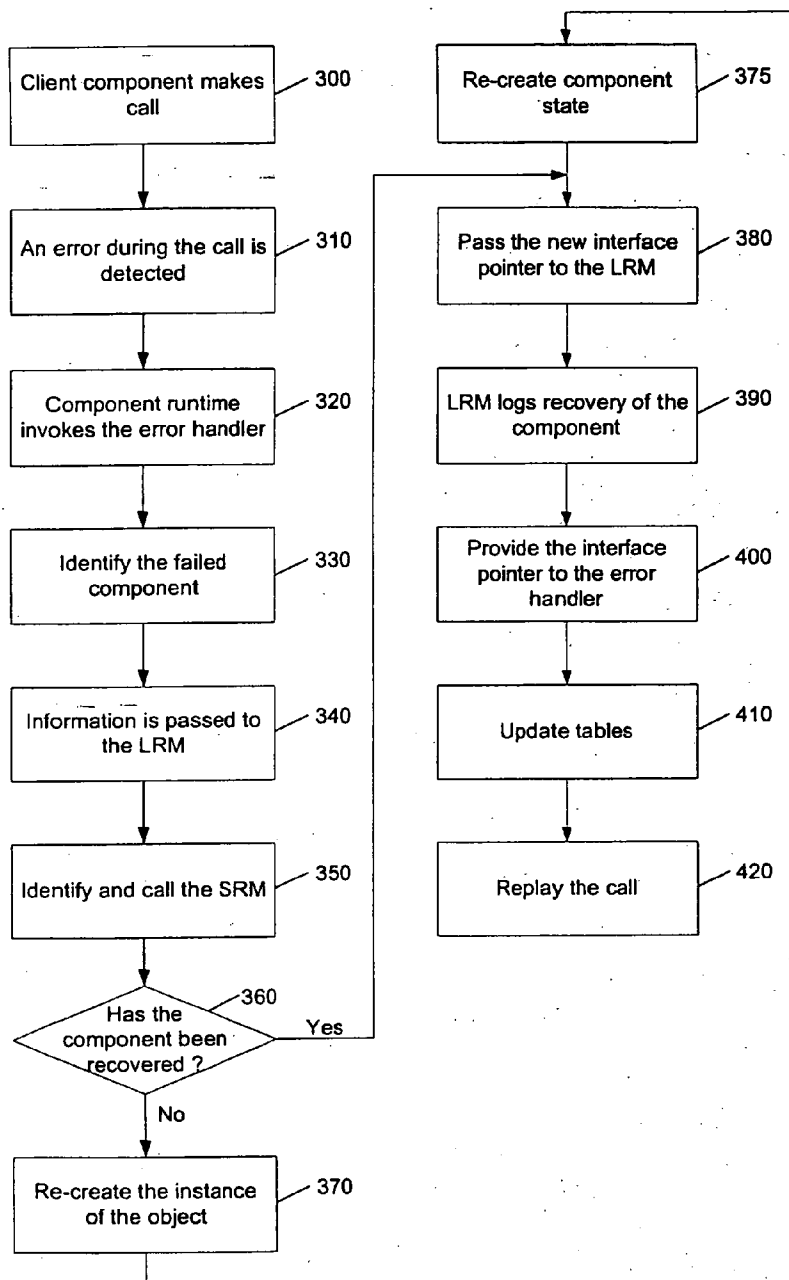 Client component makes
call
300
An error during the call is
detected
310
Component runtime
invokes the error handler
320
Identify the failed
component
330
Information is passed to
the LRM
340
Identify and call the SRM
350
Has the
component been
recovered ?
360
Yes
No
Re-create the instance
of the object
370
Re-create component
state
375
Pass the new interface
pointer to the LRM
380
LRM logs recovery of the
component
390
Provide the interface
pointer to the error
handler
400
Update tables
410
Replay the call
420